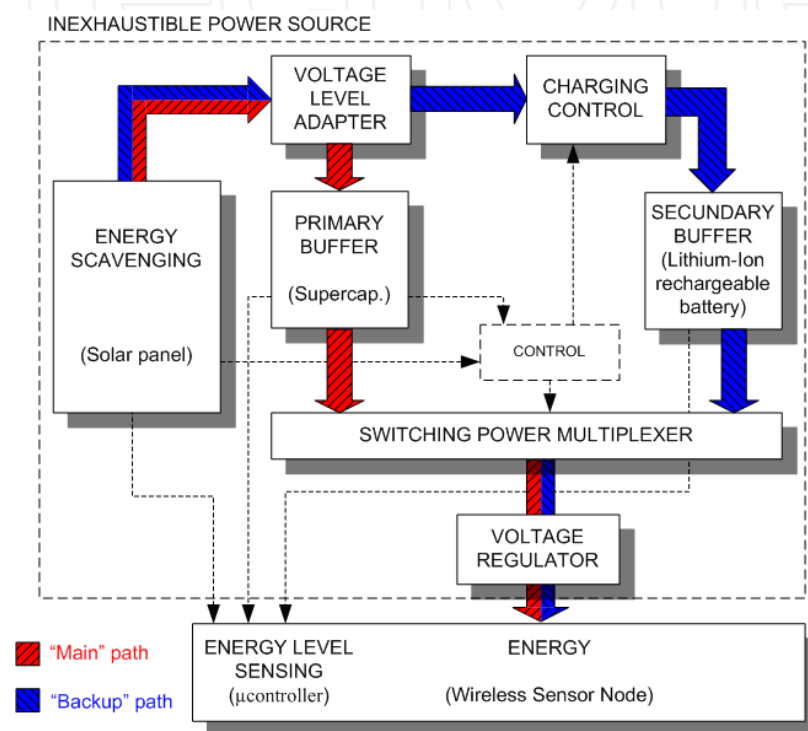 INEXHAUSTIBLE POWER SOURCE
VOLTAGE
LEVEL
ADAPTER
CHARGING
CONTROL
ENERGY
SCAVENGING
(Solar panel)
PRIMARY
BUFFER
(Supercap.)
SECUNDARY
BUFFER
(Lithium-Ion
rechargeable
battery)
CONTROL
SWITCHING POWER MULTIPLEXER
VOLTAGE
REGULATOR
ENERGY LEVEL
SENSING
(µcontroller)
ENERGY
(Wireless Sensor Node)
“Main” path
“Backup” path